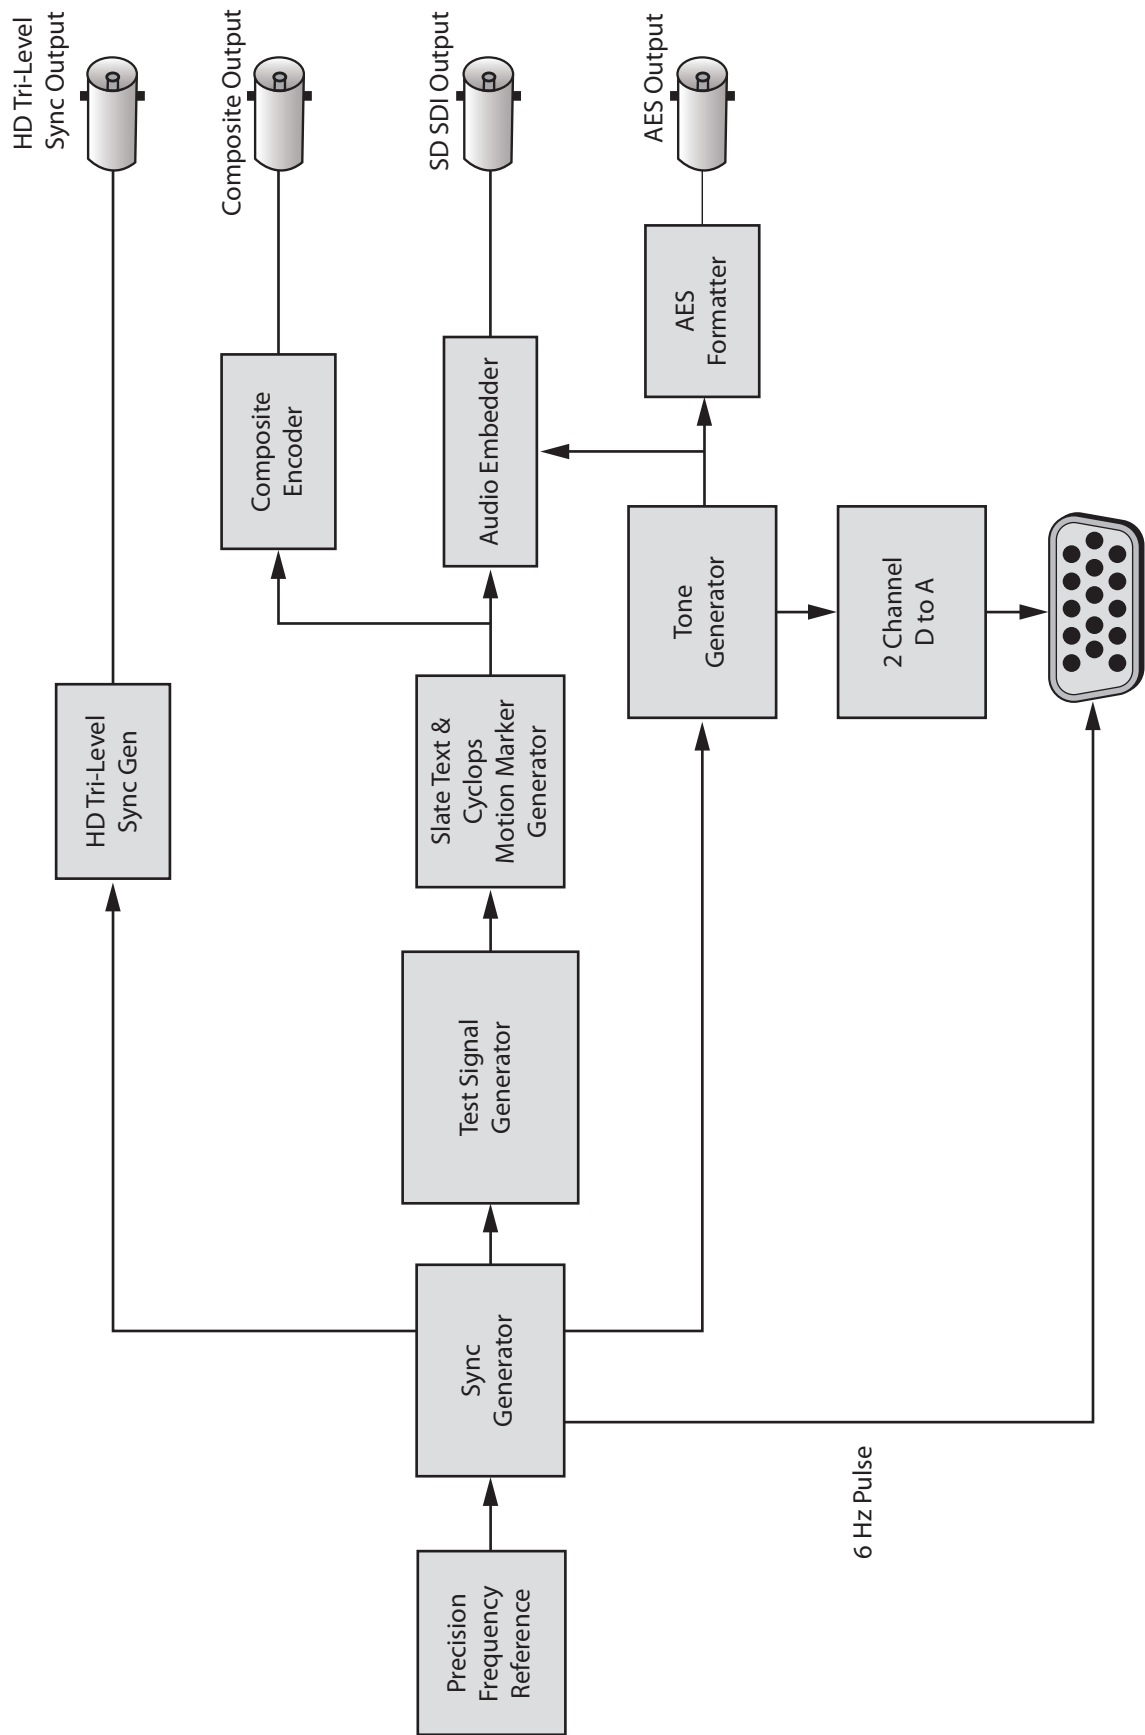 HD Tri-Level
Sync Output
Composite Output
SD SDI Output
AES Output
HD Tri-Level
Sync Gen
Composite
Encoder
Audio Embedder
AES
Formatter
Precision
Frequency
Reference
Sync
Generator
Test Signal
Generator
Slate Text &
Cyclops
Motion Marker
Generator
Tone
Generator
2 Channel
D to A
6 Hz Pulse